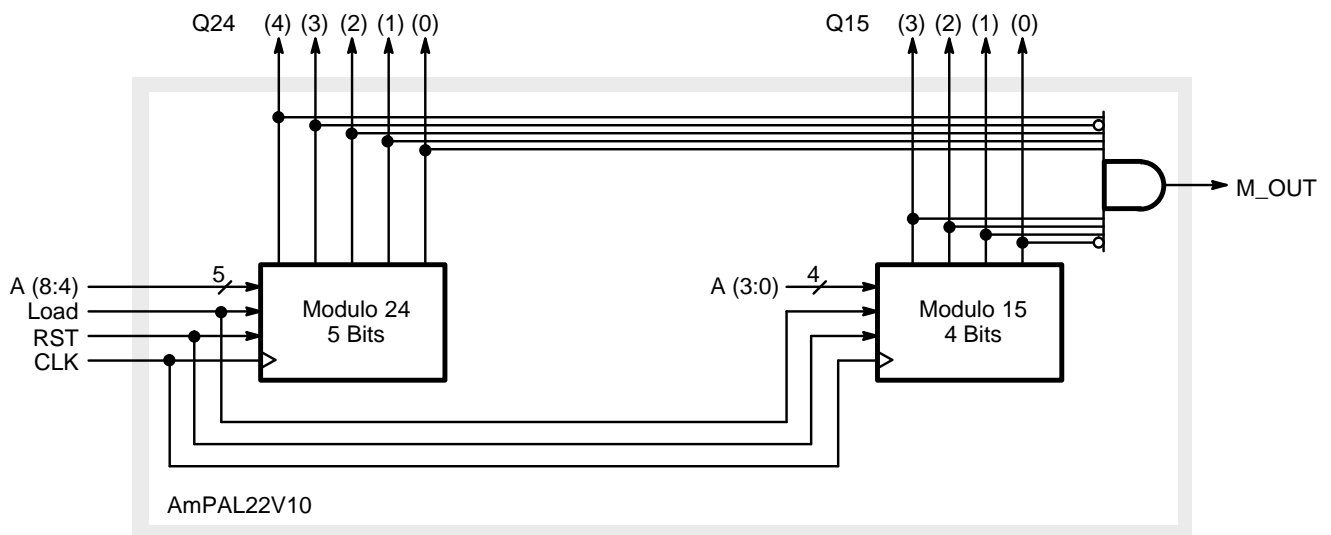 Q24 (4) (3) (2) (1) (0)
Q15 (3) (2) (1) (0)
M_OUT
A (8:4)
5
Load
RST
CLK
Modulo 24
5 Bits
A (3:0)
4
Modulo 15
4 Bits
AmPAL22V10